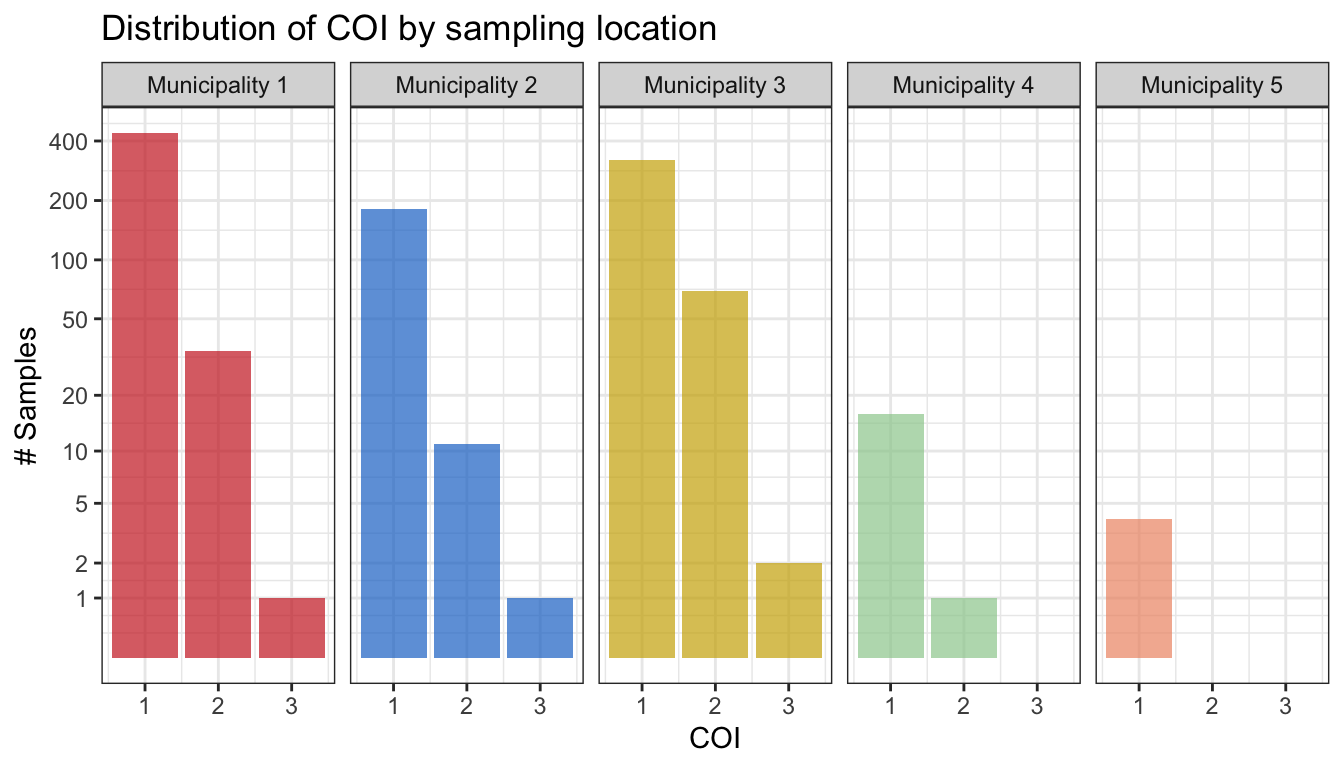 Distribution of COI by sampling location
Municipality 1 Municipality 2 Municipality 3 Municipality 4 Municipality 5
# Samples
400
200
100
50
20
10
5
2
1
1 2 3 1 2 3 1 2 3 1 2 3 1 2 3
COI